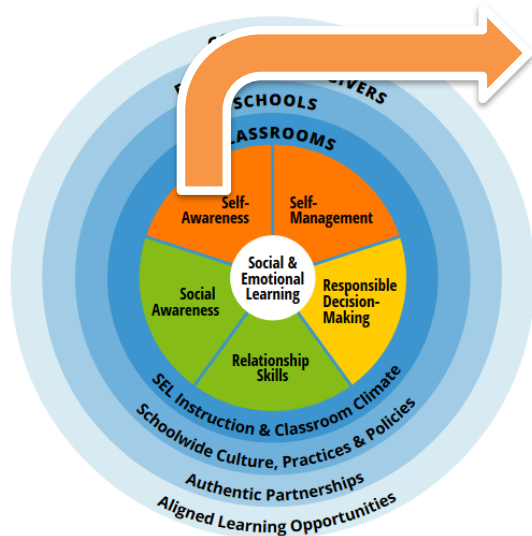 SCHOOLS
Self-
Awareness
Self-
Management
Social &
Emotional
Learning
Social
Awareness
Responsible
Decision-
Making
Relationship
Skills
SEL Instruction & Classroom Climate
Schoolwide Culture, Practices & Policies
Authentic Partnerships
Aligned Learning Opportunities